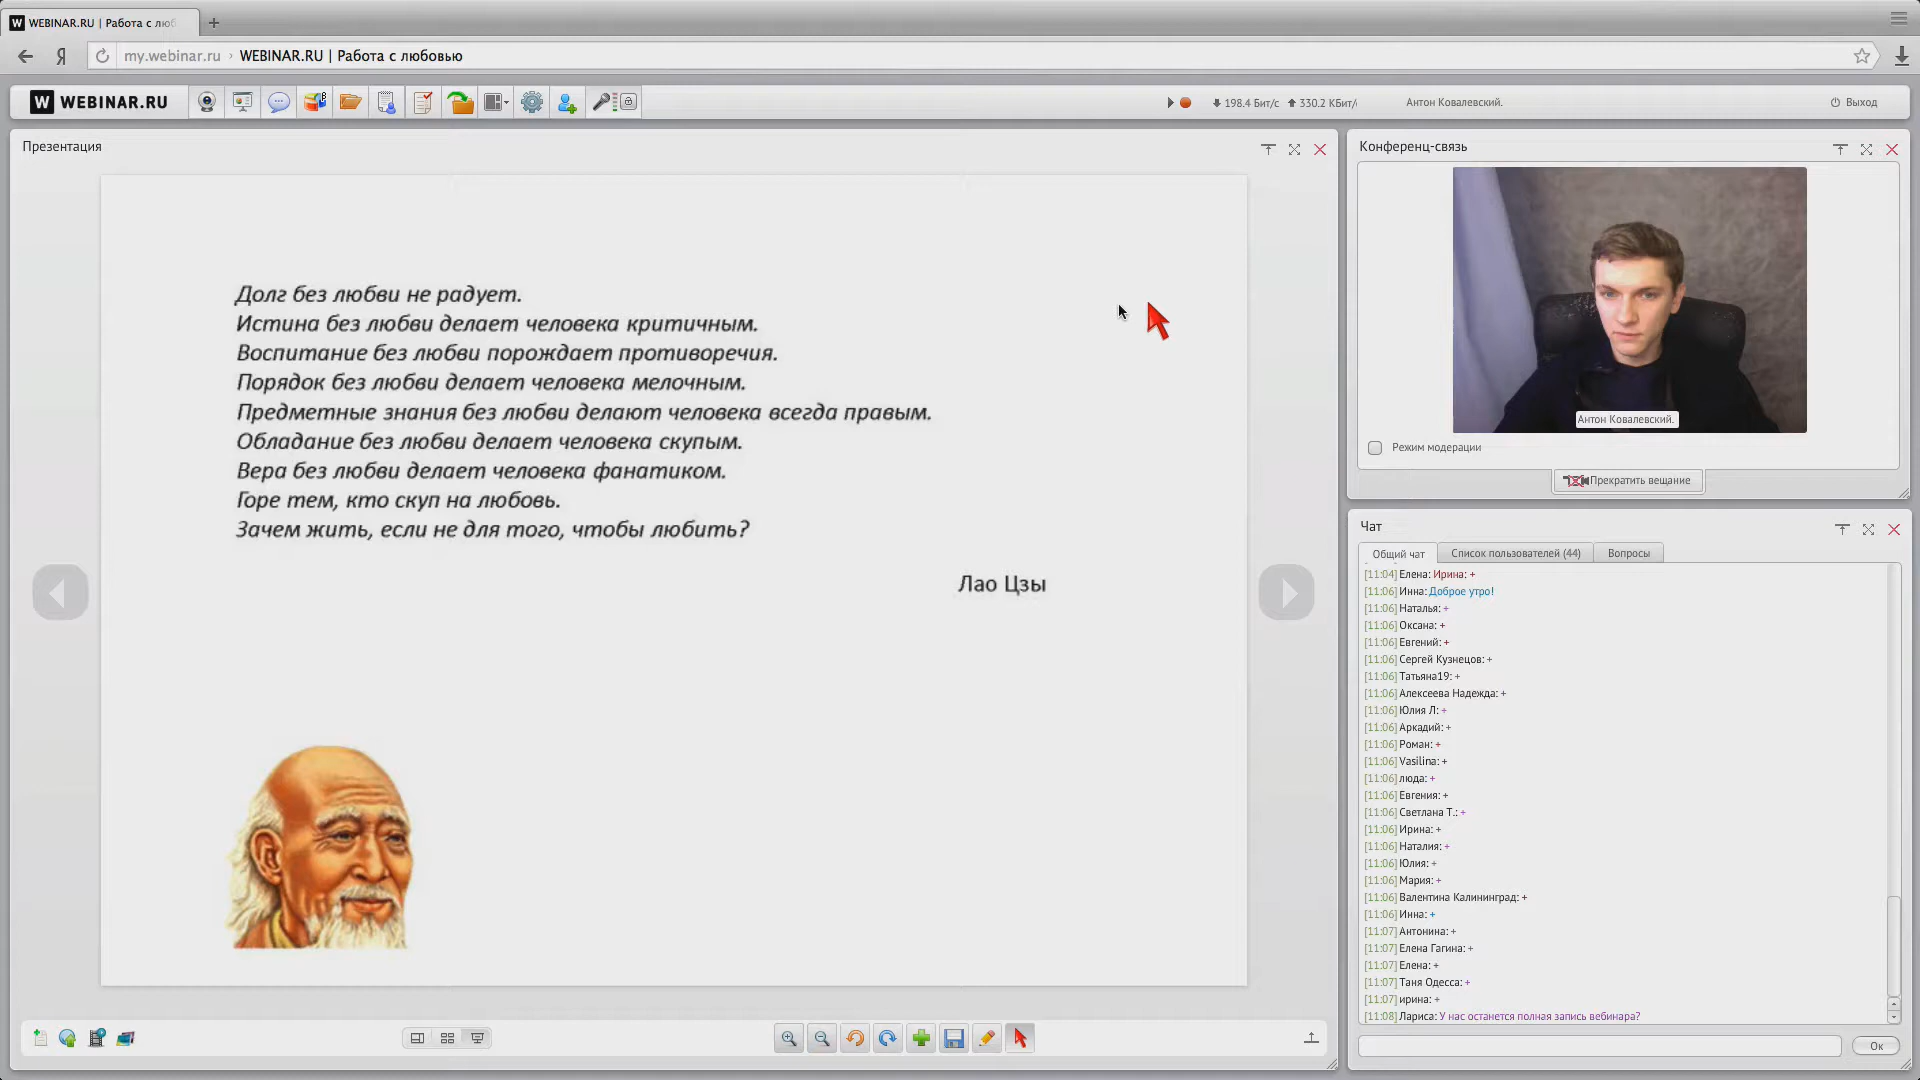 WEBINAR.RU | Работа с люб
my.webinar.ru › WEBINAR.RU | Работа с любовью
W WEBINAR.RU
198.4 Бит/с 330.2 КБит/с
Антон Ковалевский.
Выход
Презентация
Долг без любви не радует.
Истина без любви делает человека критичным.
Воспитание без любви порождает противоречия.
Порядок без любви делает человека мелочным.
Предметные знания без любви делают человека всегда правым.
Обладание без любви делает человека скупым.
Вера без любви делает человека фанатиком.
Горе тем, кто скуп на любовь.
Зачем жить, если не для того, чтобы любить?
Лао Цзы
Конференц-связь
Антон Ковалевский.
Режим модерации
Прекратить вещание
Чат
Общий чат Список пользователей (44) Вопросы
[11:04] Елена: Ирина: +
[11:06] Инна: Доброе утро!
[11:06] Наталья: +
[11:06] Оксана: +
[11:06] Евгений: +
[11:06] Сергей Кузнецов: +
[11:06] Татьяна19: +
[11:06] Алексеева Надежда: +
[11:06] Юлия Л: +
[11:06] Аркадий: +
[11:06] Роман: +
[11:06] Vasilina: +
[11:06] люда: +
[11:06] Евгения: +
[11:06] Светлана Т.: +
[11:06] Ирина: +
[11:06] Наталия: +
[11:06] Юлия: +
[11:06] Мария: +
[11:06] Валентина Калининград: +
[11:06] Инна: +
[11:07] Антонина: +
[11:07] Елена Гагина: +
[11:07] Елена: +
[11:07] Таня Одесса: +
[11:07] ирина: +
[11:08] Лариса: У нас останется полная запись вебинара?
Ок